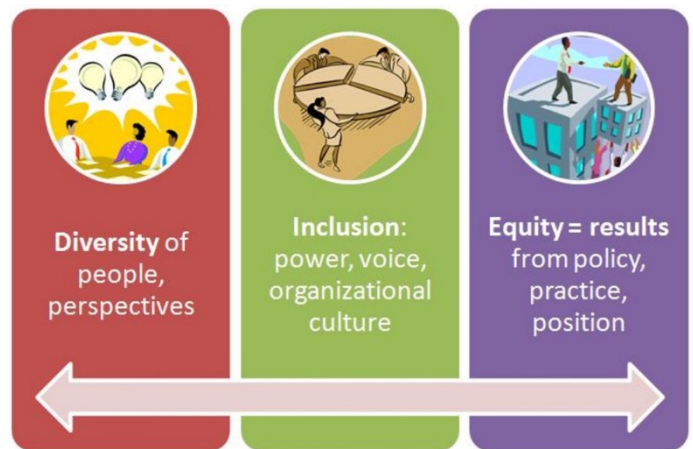 Diversity of
people,
perspectives
Inclusion:
power, voice,
organizational
culture
Equity = results
from policy,
practice,
position